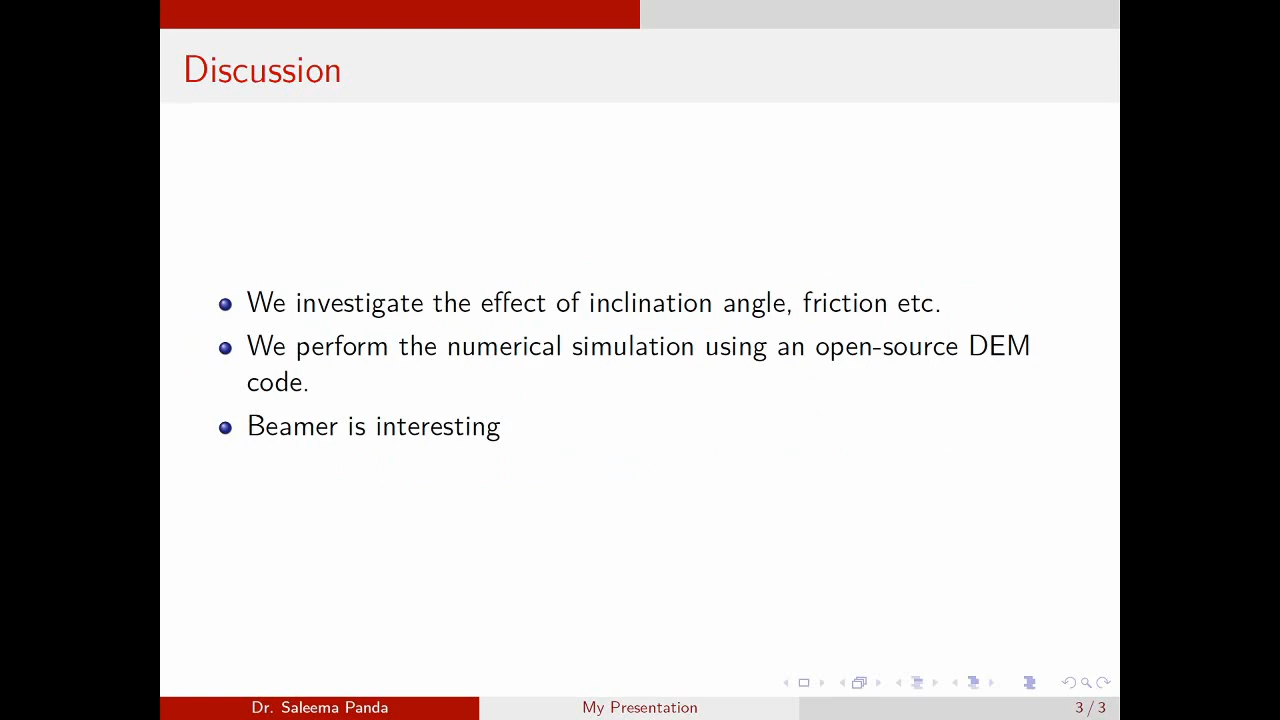 Discussion
We investigate the effect of inclination angle, friction etc.
We perform the numerical simulation using an open-source DEM
code.
Beamer is interesting
Dr. Saleema Panda
My Presentation
3 / 3